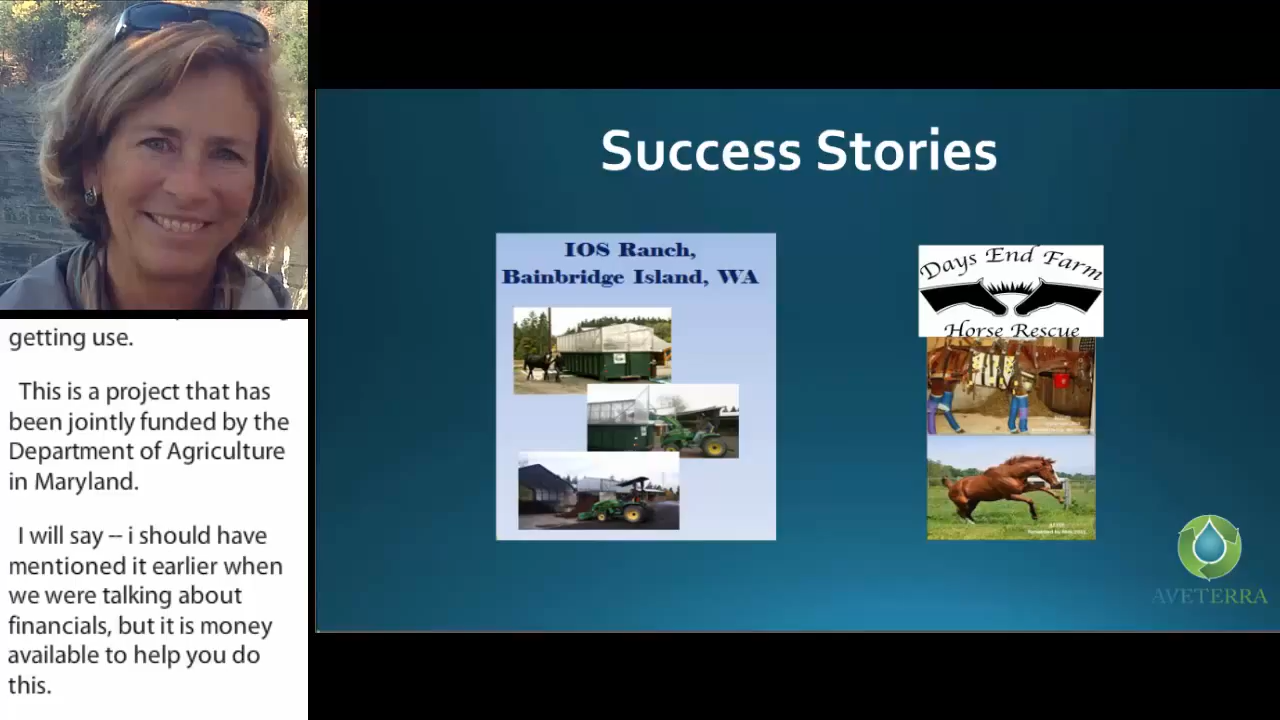 getting use.
This is a project that has
been jointly funded by the
Department of Agriculture
in Maryland.
I will say -- i should have
mentioned it earlier when
we were talking about
financials, but it is money
available to help you do
this.
Success Stories
IOS Ranch,
Bainbridge Island, WA
Days End Farm
Horse Rescue
AVETERRA